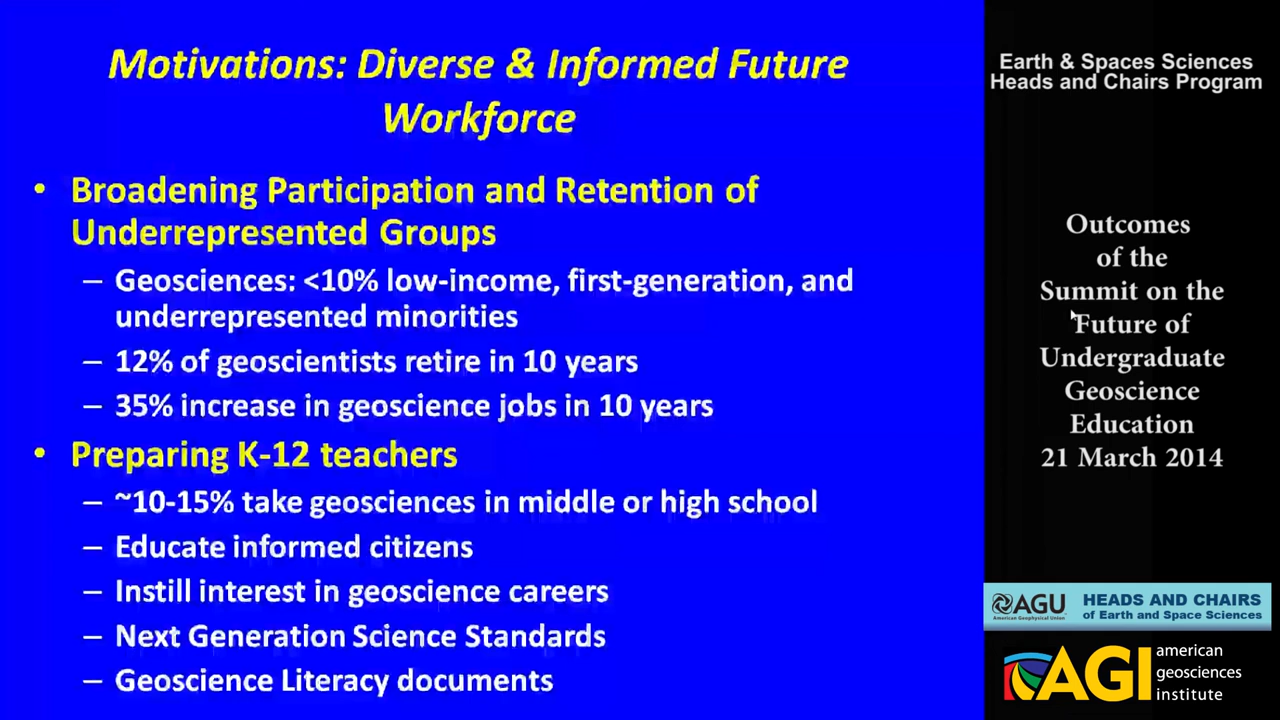 Motivations: Diverse & Informed Future
Workforce
• Broadening Participation and Retention of
Underrepresented Groups
– Geosciences: <10% low-income, first-generation, and
underrepresented minorities
– 12% of geoscientists retire in 10 years
– 35% increase in geoscience jobs in 10 years
• Preparing K-12 teachers
– ~10-15% take geosciences in middle or high school
– Educate informed citizens
– Instill interest in geoscience careers
– Next Generation Science Standards
– Geoscience Literacy documents
Earth & Spaces Sciences
Heads and Chairs Program
Outcomes
of the
Summit on the
Future of
Undergraduate
Geoscience
Education
21 March 2014
AGU
American Geophysical Union
HEADS AND CHAIRS
of Earth and Space Sciences
AGI
american
geosciences
institute